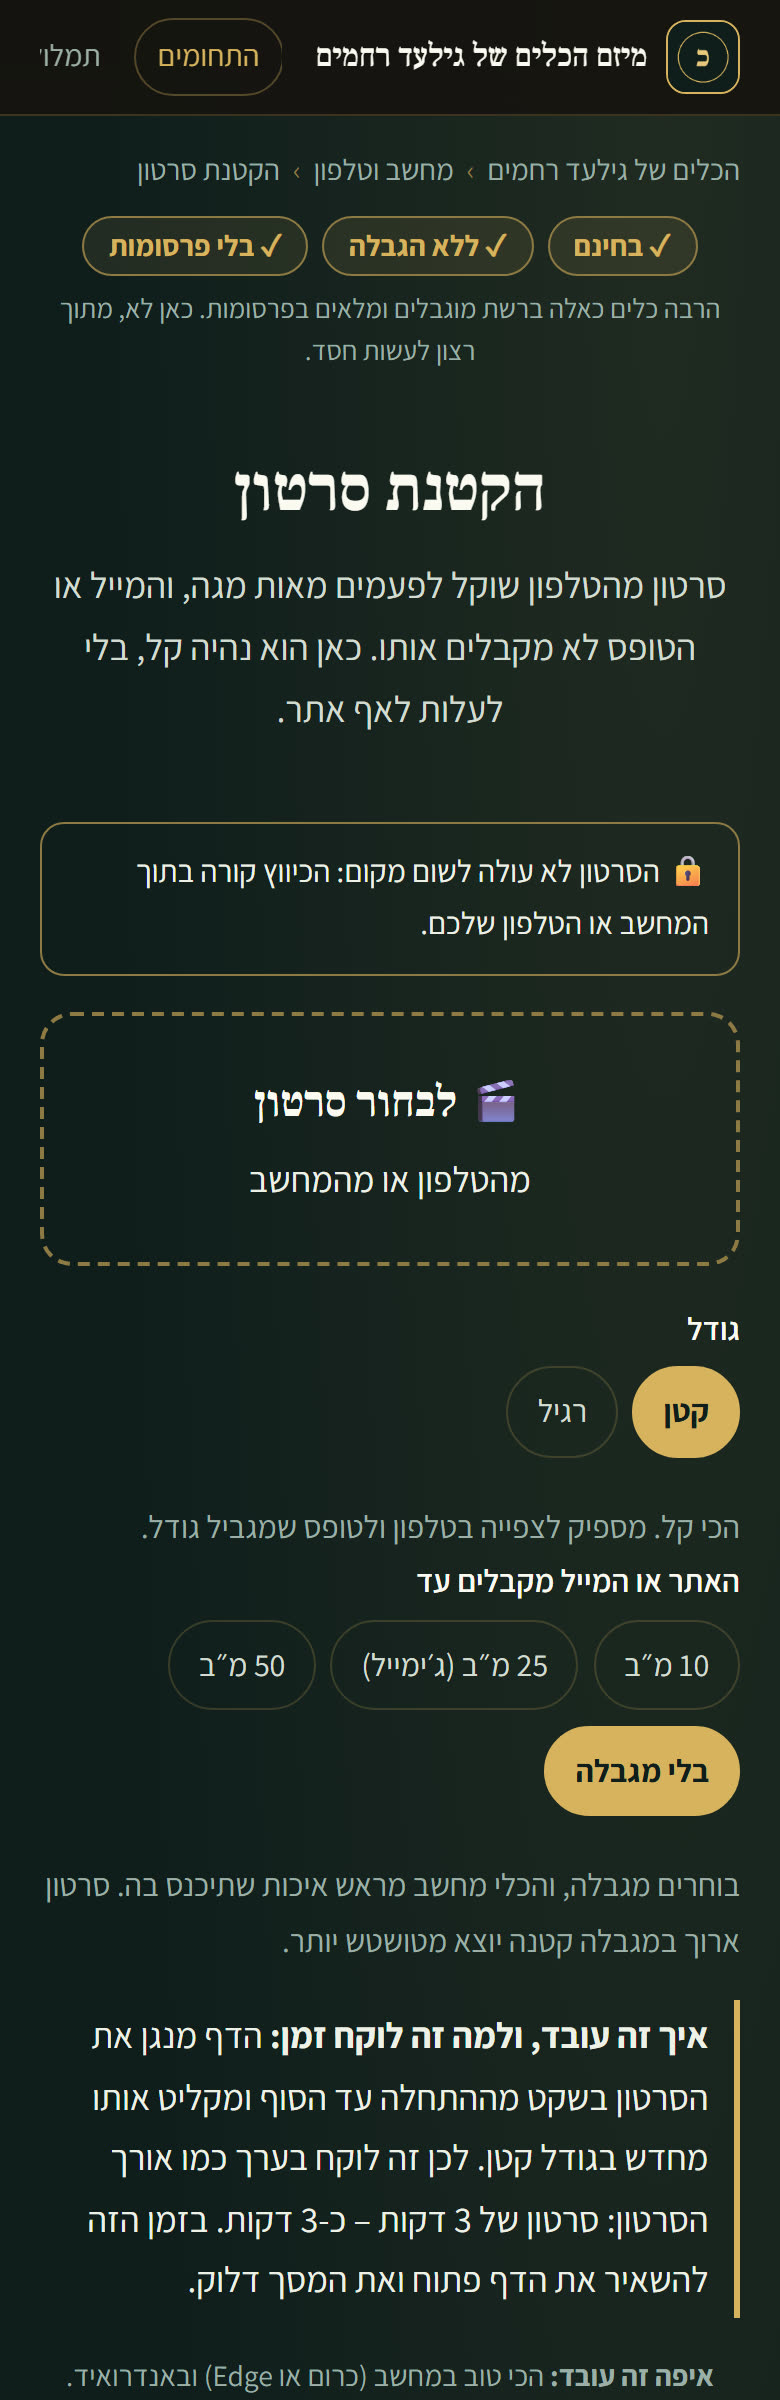 כ
מיזם הכלים של גילעד רחמים
התחומים
הכלים של גילעד רחמים › מחשב וטלפון › הקטנת סרטון
✓ בחינם
✓ ללא הגבלה
✓ בלי פרסומות
הרבה כלים כאלה ברשת מוגבלים ומלאים בפרסומות. כאן לא, מתוך
רצון לעשות חסד.
הקטנת סרטון
סרטון מהטלפון שוקל לפעמים מאות מגה, והמייל או
הטופס לא מקבלים אותו. כאן הוא נהיה קל, בלי
לעלות לאף אתר.
הסרטון לא עולה לשום מקום: הכיווץ קורה בתוך
המחשב או הטלפון שלכם.
לבחור סרטון
מהטלפון או מהמחשב
גודל
קטן
רגיל
הכי קל. מספיק לצפייה בטלפון ולטופס שמגביל גודל.
האתר או המייל מקבלים עד
10 מ״ב
25 מ״ב (ג׳ימייל)
50 מ״ב
בלי מגבלה
בוחרים מגבלה, והכלי מחשב מראש איכות שתיכנס בה. סרטון
ארוך במגבלה קטנה יוצא מטושטש יותר.
איך זה עובד, ולמה זה לוקח זמן: הדף מנגן את
הסרטון בשקט מההתחלה עד הסוף ומקליט אותו
מחדש בגודל קטן. לכן זה לוקח בערך כמו אורך
הסרטון: סרטון של 3 דקות – כ-3 דקות. בזמן הזה
להשאיר את הדף פתוח ואת המסך דלוק.
איפה זה עובד: הכי טוב במחשב (כרום או Edge) ובאנדרואיד.